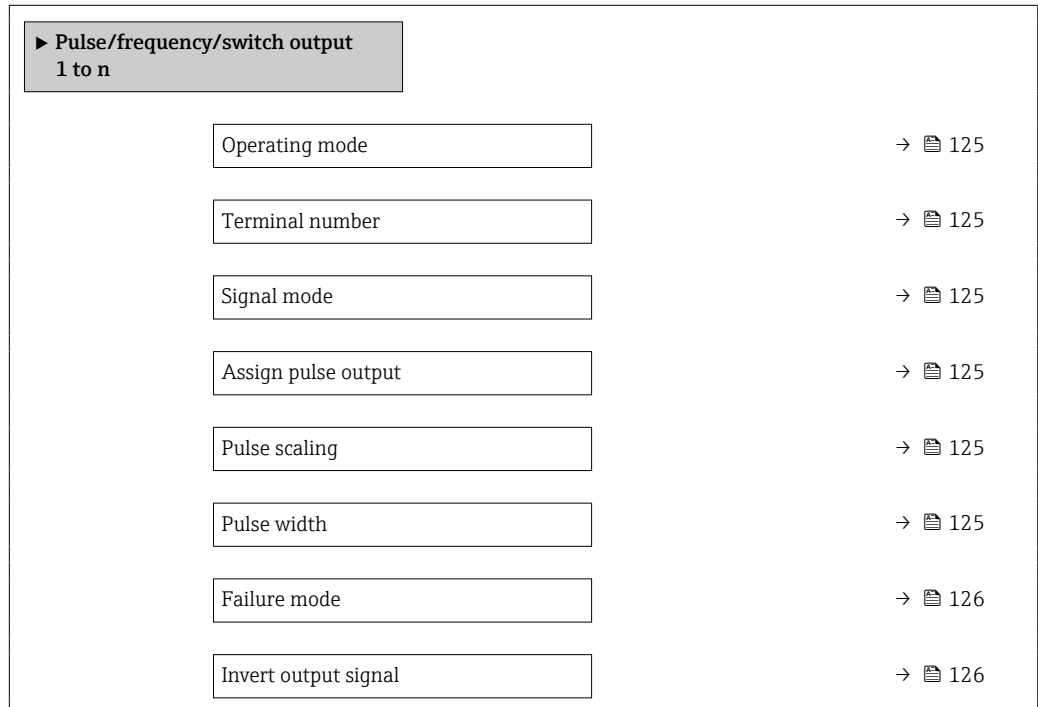 ▶ Pulse/frequency/switch output
1 to n
Operating mode → 125
Terminal number → 125
Signal mode → 125
Assign pulse output → 125
Pulse scaling → 125
Pulse width → 125
Failure mode → 126
Invert output signal → 126